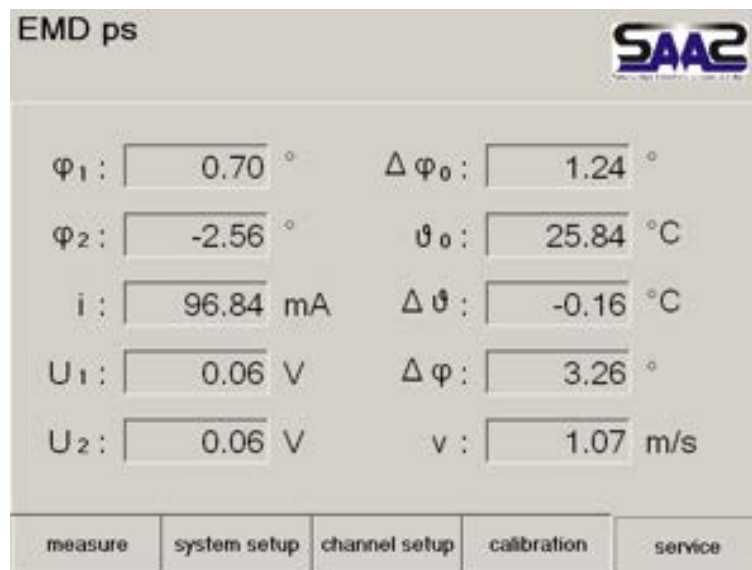 EMD ps
SAAS
φ₁ : 0.70 ° Δ φ₀ : 1.24 °
φ₂ : -2.56 ° ϑ₀ : 25.84 °C
i : 96.84 mA Δ ϑ : -0.16 °C
U₁ : 0.06 V Δ φ : 3.26 °
U₂ : 0.06 V v : 1.07 m/s
measure system setup channel setup calibration service